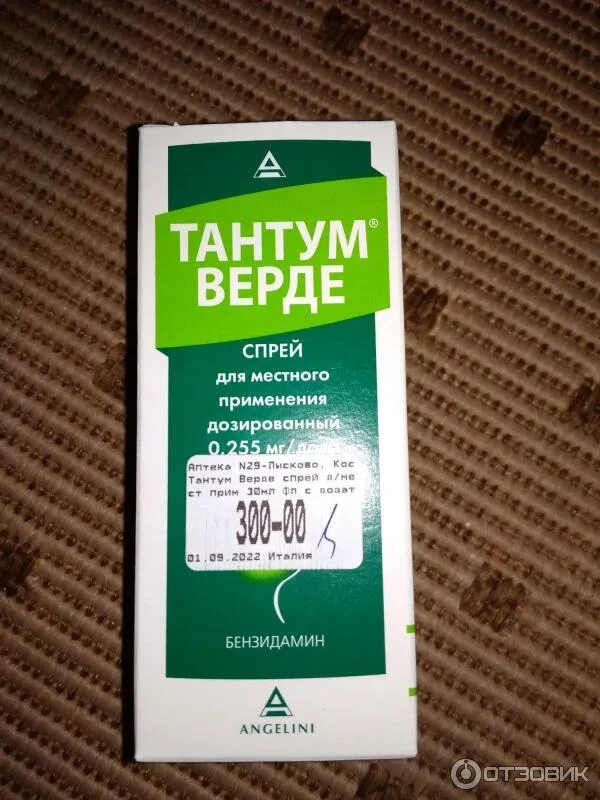 ТАНТУМ®
ВЕРДЕ
СПРЕЙ
для местного
применения
дозированный
0,255 мг/
Аптека N29-Лысково, Кос
Тантум Верде спрей д/ме
ст прим 30мл фл с дозат
300-00
01.09.2022 Италия
БЕНЗИДАМИН
ANGELINI
ОТЗОВИК